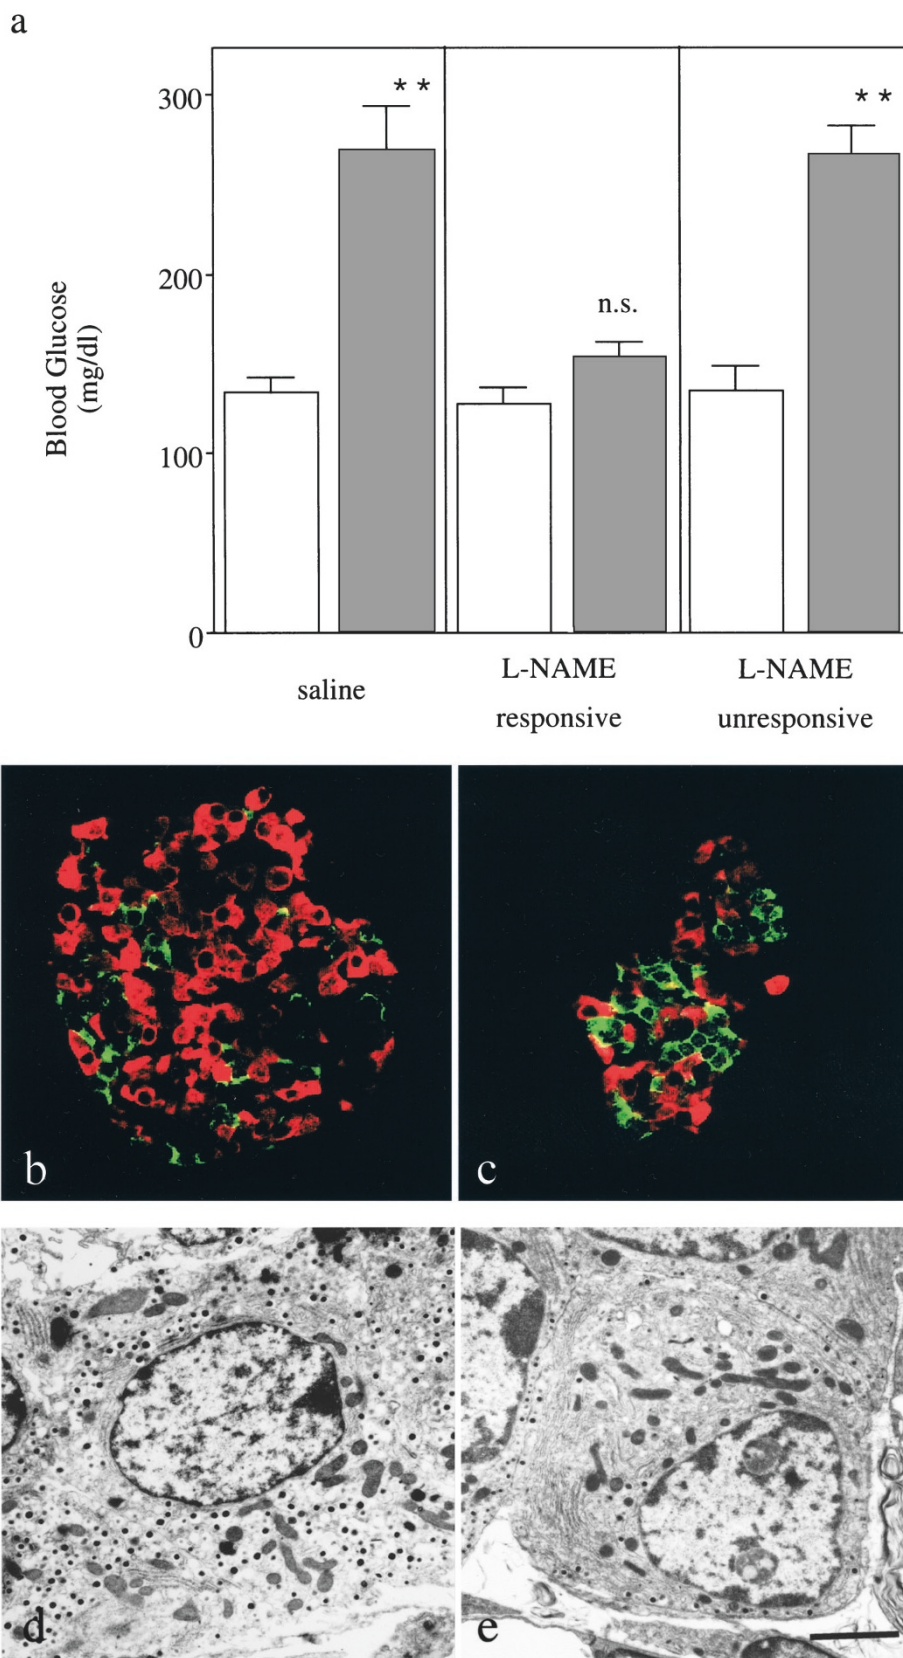 a
300
200
100
0
Blood Glucose
(mg/dl)
* *
n.s.
* *
saline
L-NAME
responsive
L-NAME
unresponsive
b
c
d
e